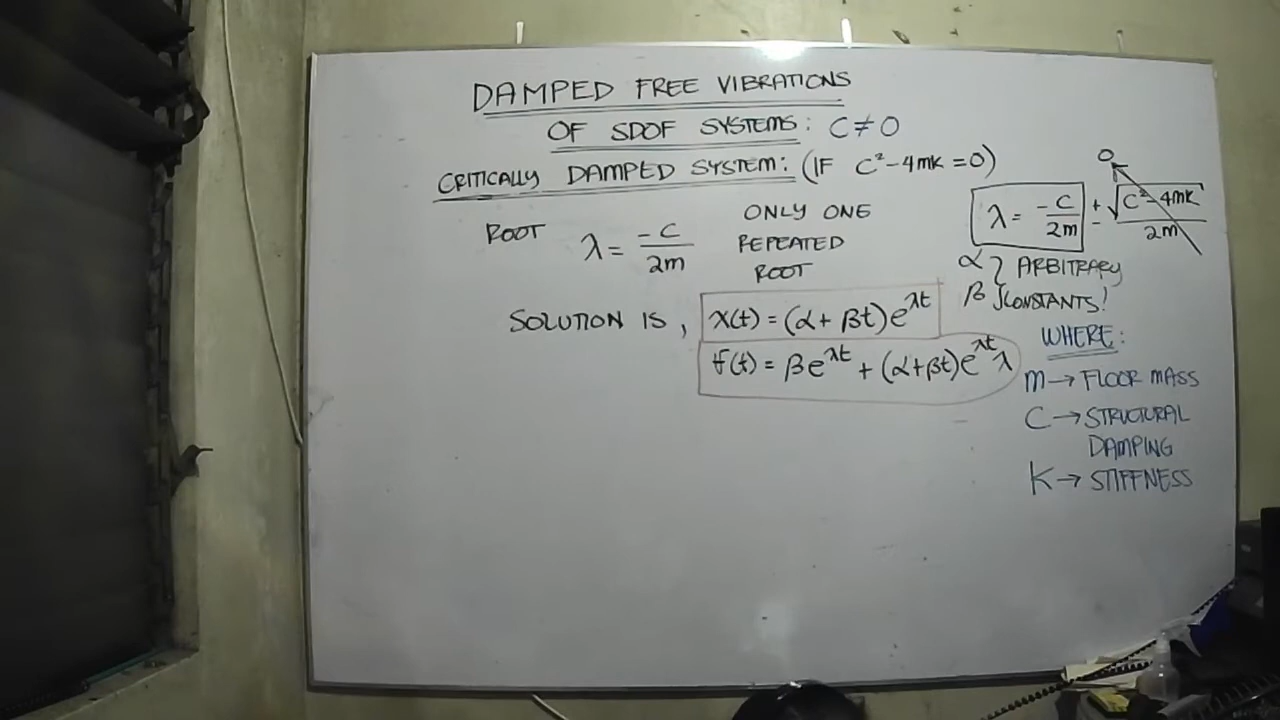 DAMPED FREE VIBRATIONS
OF SDOF SYSTEMS: C≠0
CRITICALLY DAMPED SYSTEM: (IF C²-4mK=0)
ROOT λ = -C/2m
ONLY ONE
REPEATED
ROOT
0
λ = -C/2m ± √(C²-4mK)/2m
α } ARBITRARY
β } CONSTANTS!
SOLUTION IS, x(t) = (α + βt)e^λt
f(t) = βe^λt + (α+βt)e^λt λ
WHERE:
m → FLOOR MASS
C → STRUCTURAL
DAMPING
K → STIFFNESS